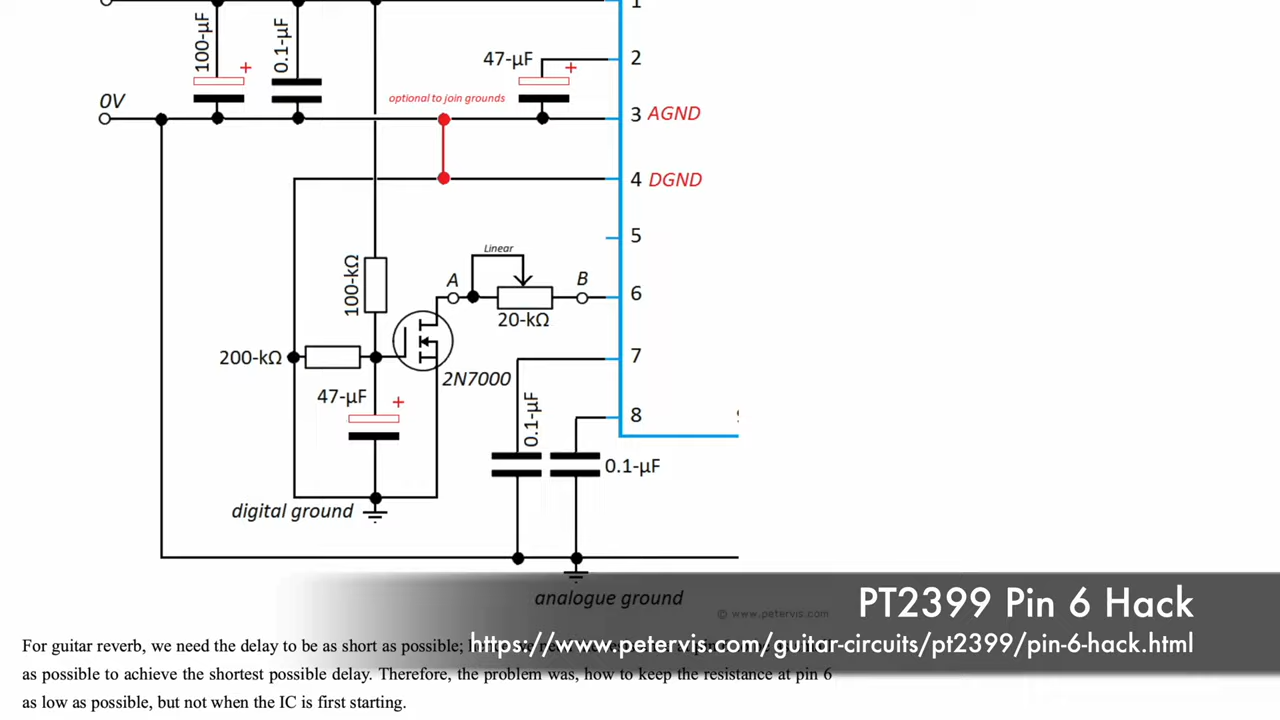 1
100-µF
+
0.1-µF
47-µF
+
2
0V
optional to join grounds
3 AGND
4 DGND
5
Linear
A
B
6
100-kΩ
20-kΩ
200-kΩ
7
2N7000
47-µF
+
0.1-µF
8
0.1-µF
digital ground
analogue ground
© www.petervis.com
PT2399 Pin 6 Hack
https://www.petervis.com/guitar-circuits/pt2399/pin-6-hack.html
For guitar reverb, we need the delay to be as short as possible;
as possible to achieve the shortest possible delay. Therefore, the problem was, how to keep the resistance at pin 6
as low as possible, but not when the IC is first starting.